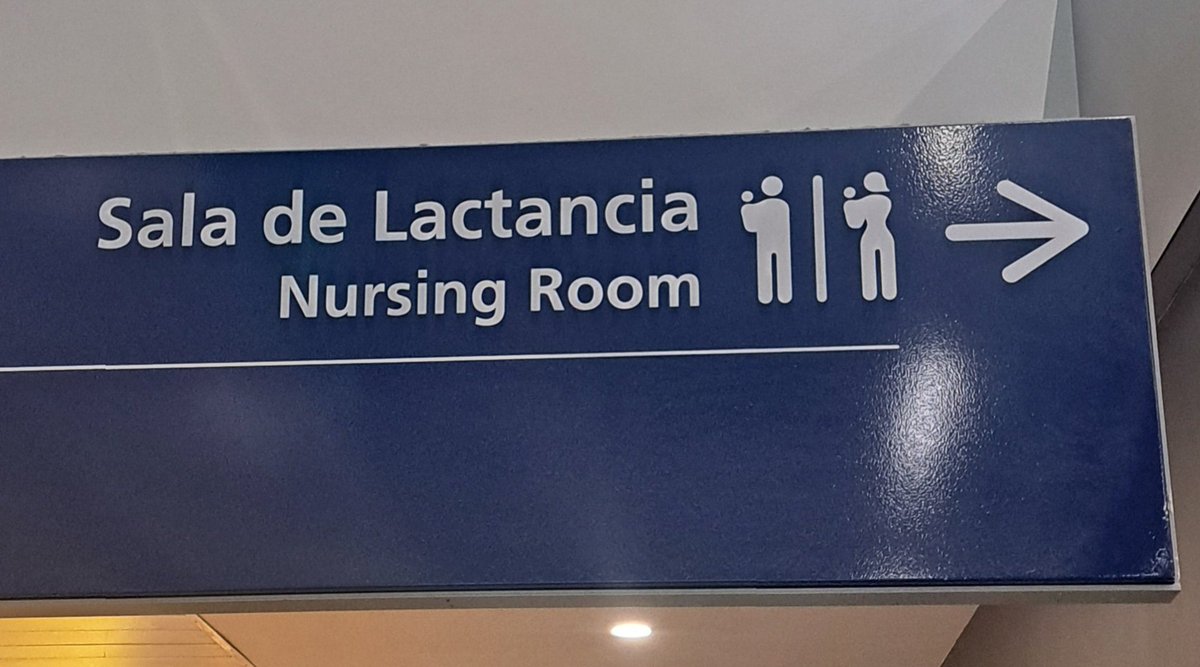 Sala de Lactancia
Nursing Room